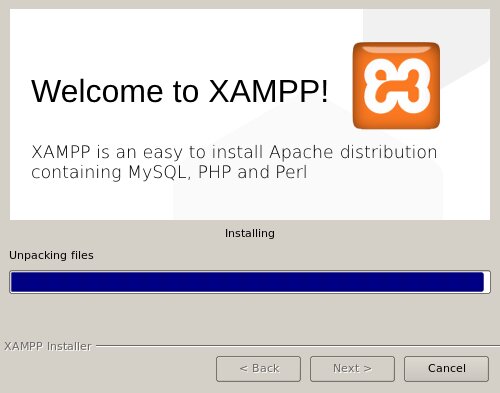 Welcome to XAMPP!
XAMPP is an easy to install Apache distribution
containing MySQL, PHP and Perl
Installing
Unpacking files
XAMPP Installer
< Back
Next >
Cancel